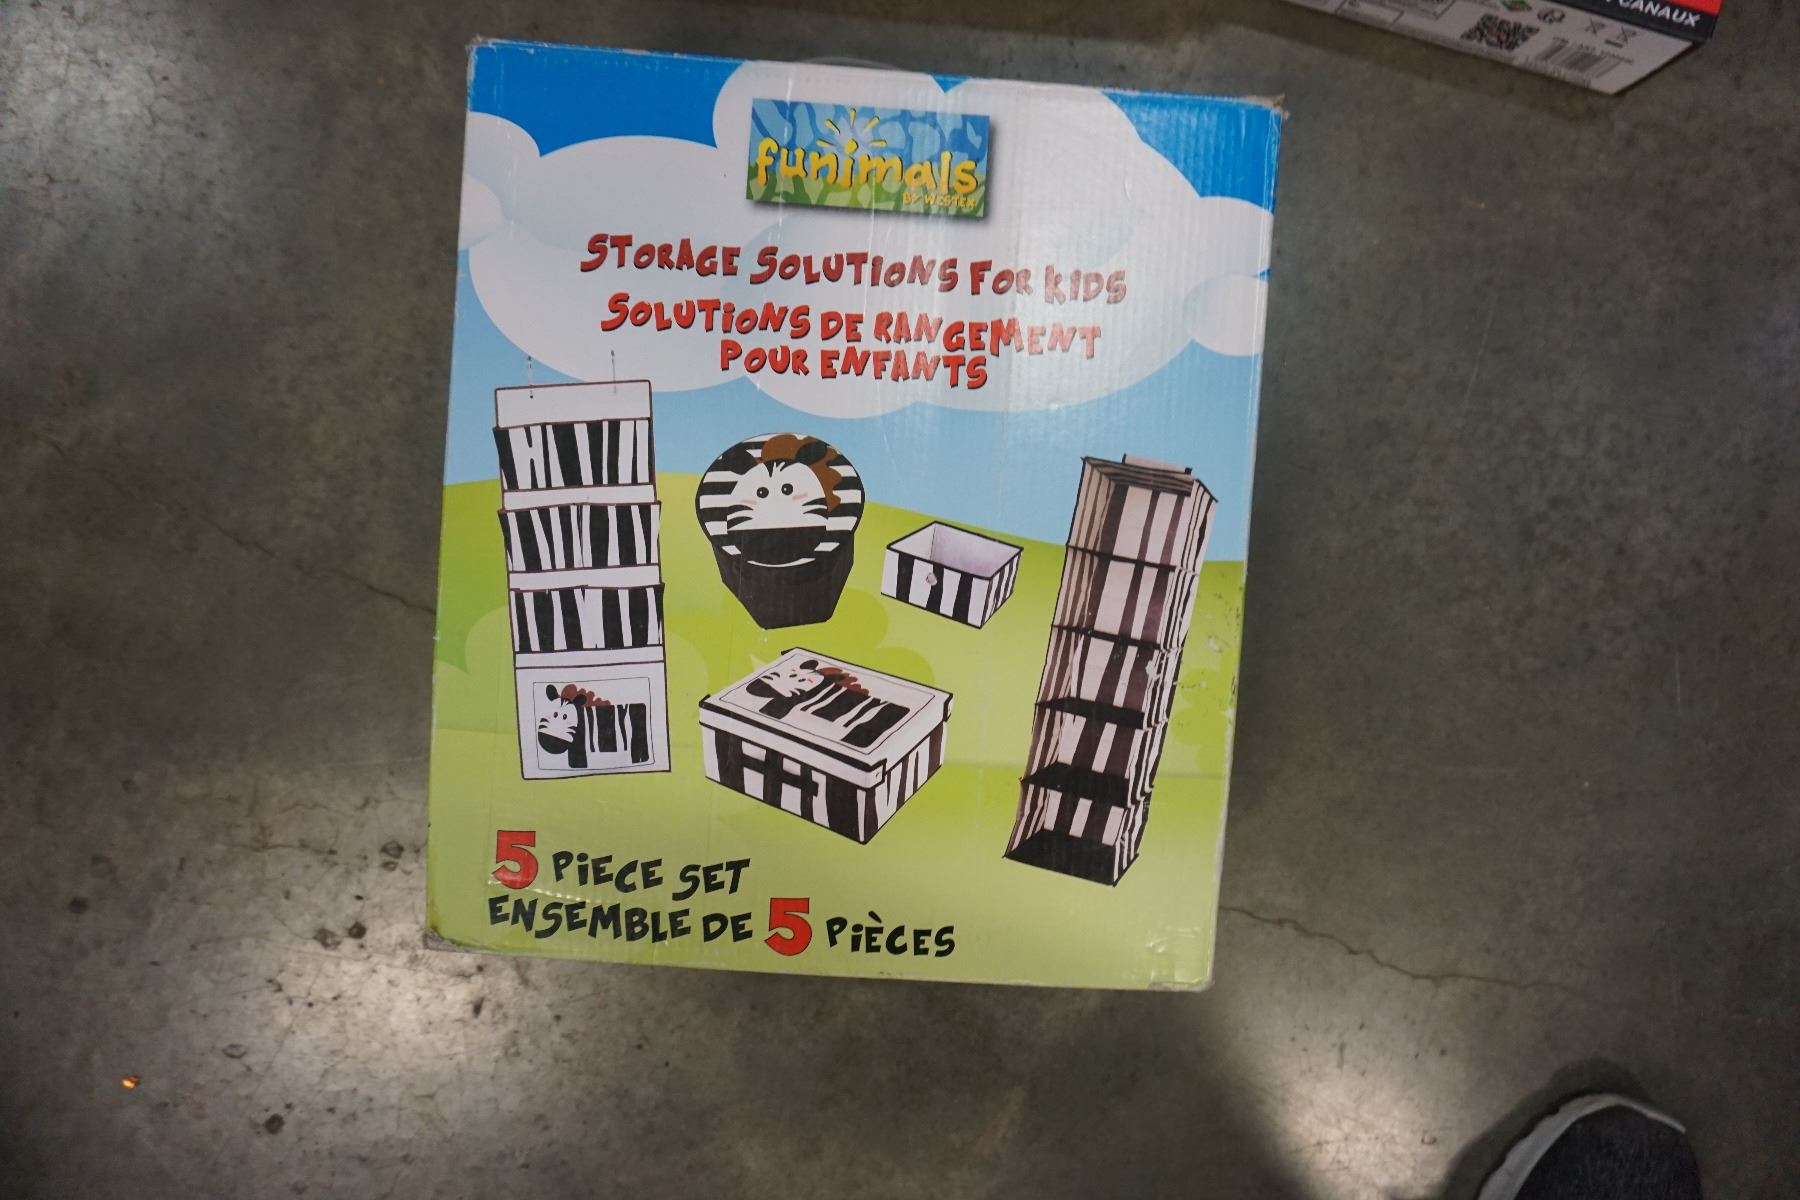 CANAUX
funimals
BY WESTEX
STORAGE SOLUTIONS FOR KIDS
SOLUTIONS DE RANGEMENT
POUR ENFANTS
5 PIECE SET
ENSEMBLE DE 5 PIÈCES